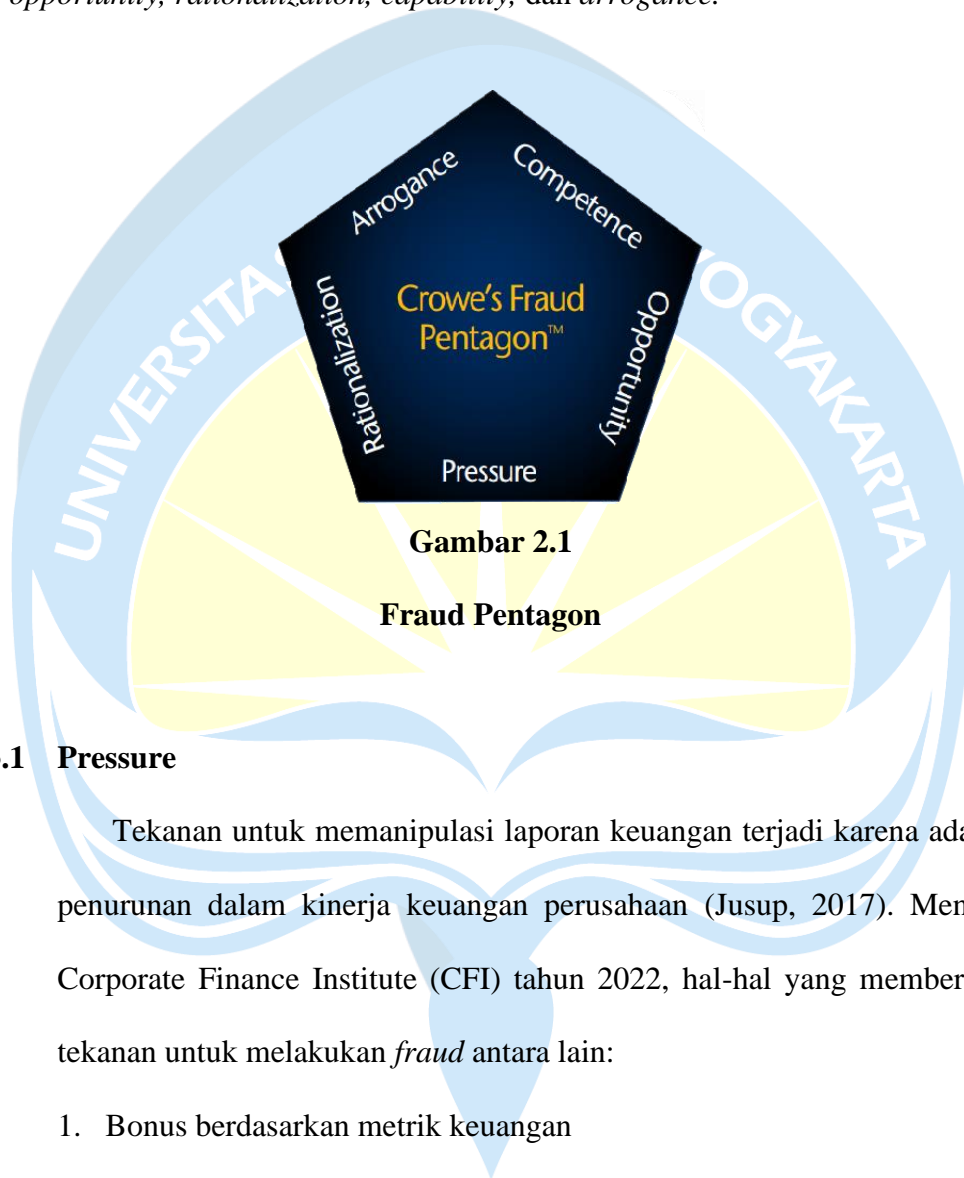 opportunity, rationalization, capability, dan arrogance.
Arrogance
Competence
Rationalization
Crowe's Fraud
Pentagon™
Opportunity
Pressure
UNIVERSITAS
YOGYAKARTA
Gambar 2.1
Fraud Pentagon
.1 Pressure
Tekanan untuk memanipulasi laporan keuangan terjadi karena ada
penurunan dalam kinerja keuangan perusahaan (Jusup, 2017). Men
Corporate Finance Institute (CFI) tahun 2022, hal-hal yang member
tekanan untuk melakukan fraud antara lain:
1. Bonus berdasarkan metrik keuangan